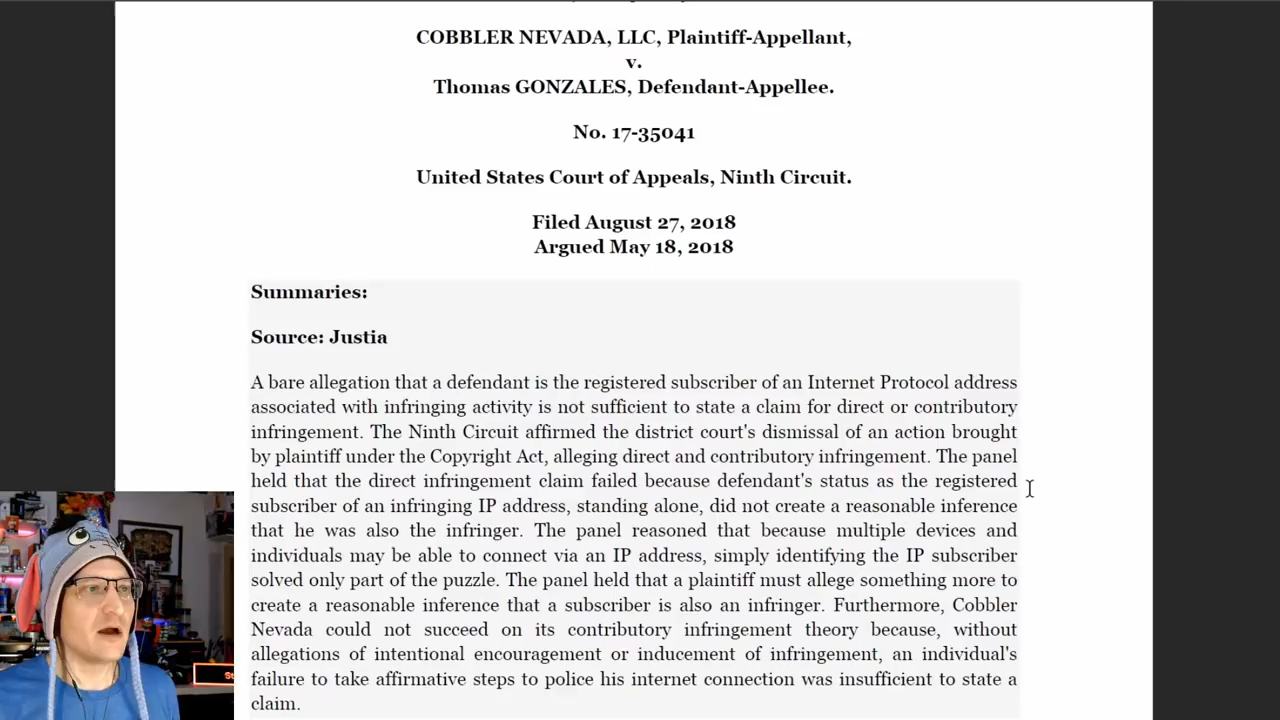 COBBLER NEVADA, LLC, Plaintiff-Appellant,
v.
Thomas GONZALES, Defendant-Appellee.
No. 17-35041
United States Court of Appeals, Ninth Circuit.
Filed August 27, 2018
Argued May 18, 2018
Summaries:
Source: Justia
A bare allegation that a defendant is the registered subscriber of an Internet Protocol address
associated with infringing activity is not sufficient to state a claim for direct or contributory
infringement. The Ninth Circuit affirmed the district court's dismissal of an action brought
by plaintiff under the Copyright Act, alleging direct and contributory infringement. The panel
held that the direct infringement claim failed because defendant's status as the registered
subscriber of an infringing IP address, standing alone, did not create a reasonable inference
that he was also the infringer. The panel reasoned that because multiple devices and
individuals may be able to connect via an IP address, simply identifying the IP subscriber
solved only part of the puzzle. The panel held that a plaintiff must allege something more to
create a reasonable inference that a subscriber is also an infringer. Furthermore, Cobbler
Nevada could not succeed on its contributory infringement theory because, without
allegations of intentional encouragement or inducement of infringement, an individual's
failure to take affirmative steps to police his internet connection was insufficient to state a
claim.